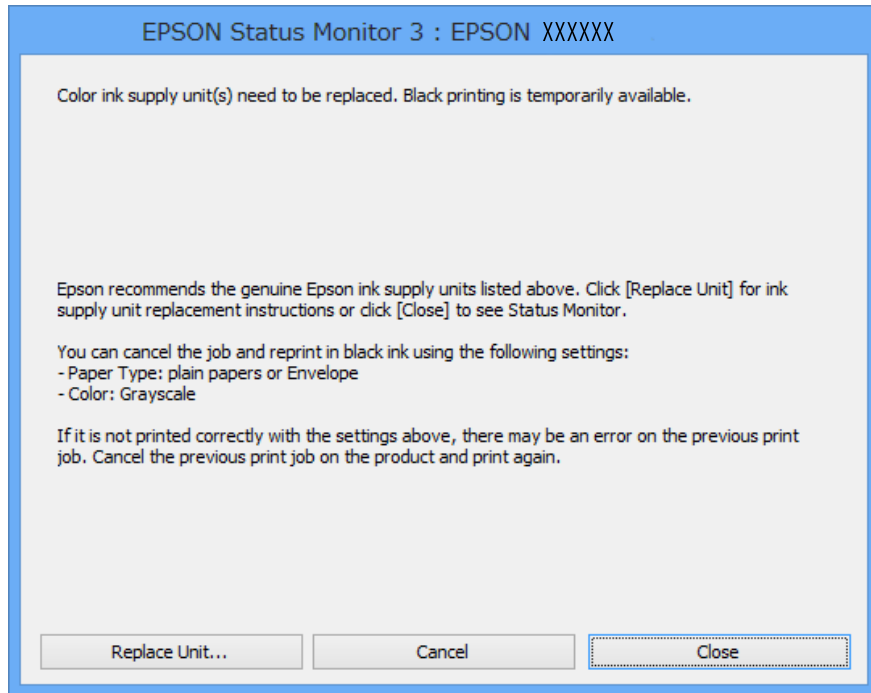 EPSON Status Monitor 3 : EPSON XXXXXX
Color ink supply unit(s) need to be replaced. Black printing is temporarily available.
Epson recommends the genuine Epson ink supply units listed above. Click [Replace Unit] for ink
supply unit replacement instructions or click [Close] to see Status Monitor.
You can cancel the job and reprint in black ink using the following settings:
- Paper Type: plain papers or Envelope
- Color: Grayscale
If it is not printed correctly with the settings above, there may be an error on the previous print
job. Cancel the previous print job on the product and print again.
Replace Unit... Cancel Close